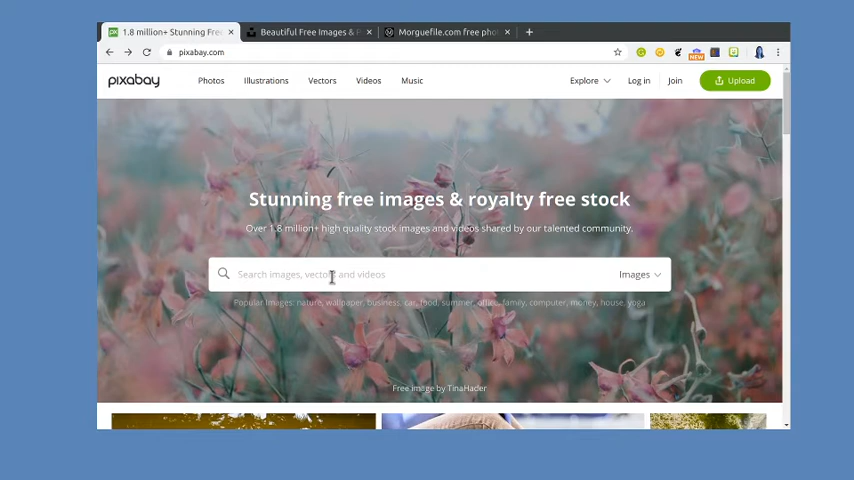 1.8 million+ Stunning Free
Beautiful Free Images & P
Morguefile.com free pho
pixabay.com
NEW
pixabay
Photos
Illustrations
Vectors
Videos
Music
Explore
Log in
Join
Upload
Stunning free images & royalty free stock
Over 1.8 million+ high quality stock images and videos shared by our talented community.
Search images, vectors and videos
Images
Popular Images: nature, wallpaper, business, car, food, summer, office, family, computer, money, house, yoga
Free image by TinaHader